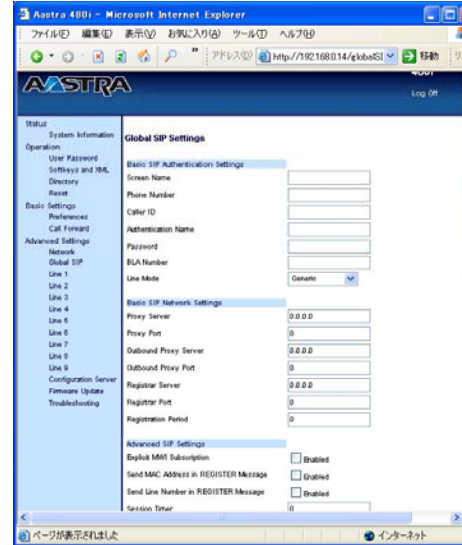 Aastra 480i - Microsoft Internet Explorer
ファイル(F) 編集(E) 表示(V) お気に入り(A) ツール(T) ヘルプ(H)
アドレス(D) http://192.168.0.14/globalSI 移動
AASTRA
480i
Log Off
Status
System Information
Operation
User Password
Softkeys and XML
Directory
Reset
Basic Settings
Preferences
Call Forward
Advanced Settings
Network
Global SIP
Line 1
Line 2
Line 3
Line 4
Line 5
Line 6
Line 7
Line 8
Line 9
Configuration Server
Firmware Update
Troubleshooting
Global SIP Settings
Basic SIP Authentication Settings
Screen Name
Phone Number
Caller ID
Authentication Name
Password
BLA Number
Line Mode Generic
Basic SIP Network Settings
Proxy Server 0.0.0.0
Proxy Port 0
Outbound Proxy Server 0.0.0.0
Outbound Proxy Port 0
Registrar Server 0.0.0.0
Registrar Port 0
Registration Period 0
Advanced SIP Settings
Explicit MWI Subscription Enabled
Send MAC Address in REGISTER Message Enabled
Send Line Number in REGISTER Message Enabled
Session Timer 0
ページが表示されました インターネット